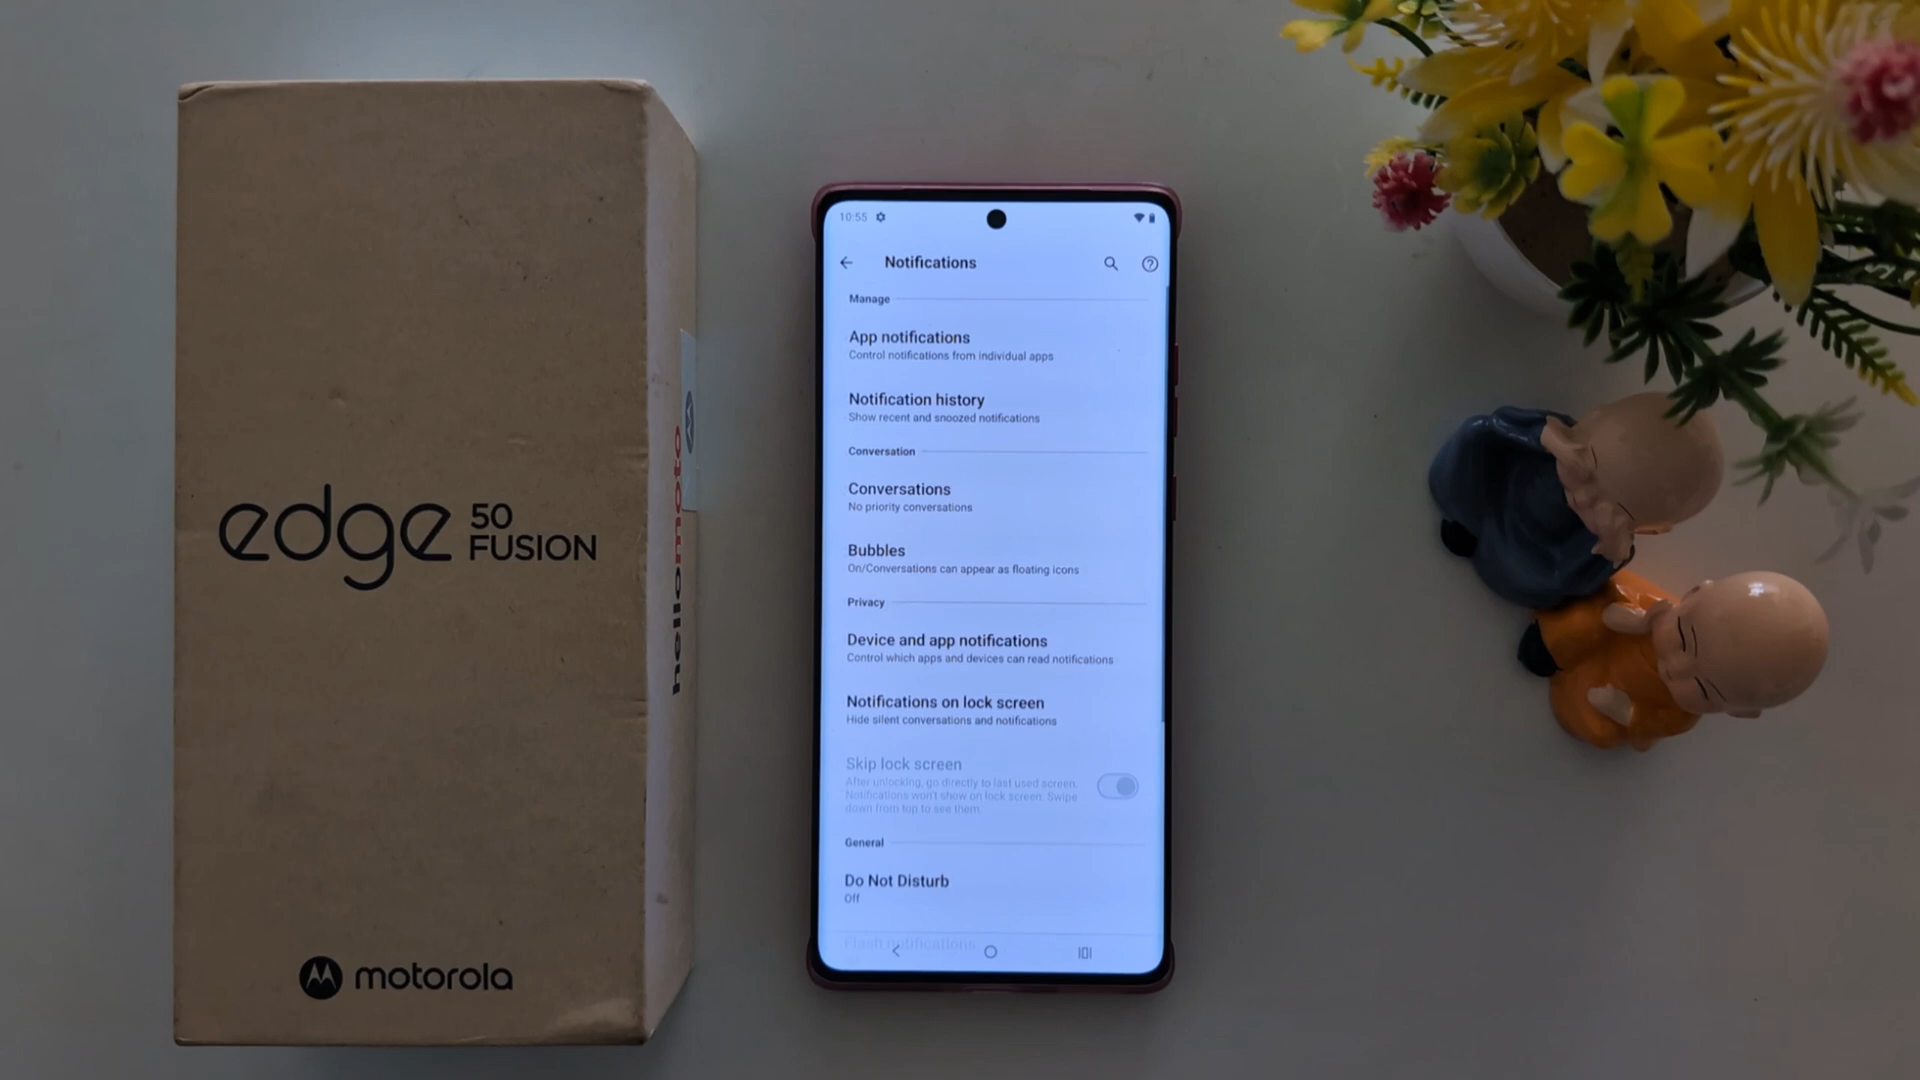 edge 50 FUSION
motorola
hellomoto
10:55
Notifications
Manage
App notifications
Control notifications from individual apps
Notification history
Show recent and snoozed notifications
Conversation
Conversations
No priority conversations
Bubbles
On/Conversations can appear as floating icons
Privacy
Device and app notifications
Control which apps and devices can read notifications
Notifications on lock screen
Hide silent conversations and notifications
Skip lock screen
After unlocking, go directly to last used screen.
Notifications won't show on lock screen. Swipe
down from top to see them.
General
Do Not Disturb
Off
Flash notifications